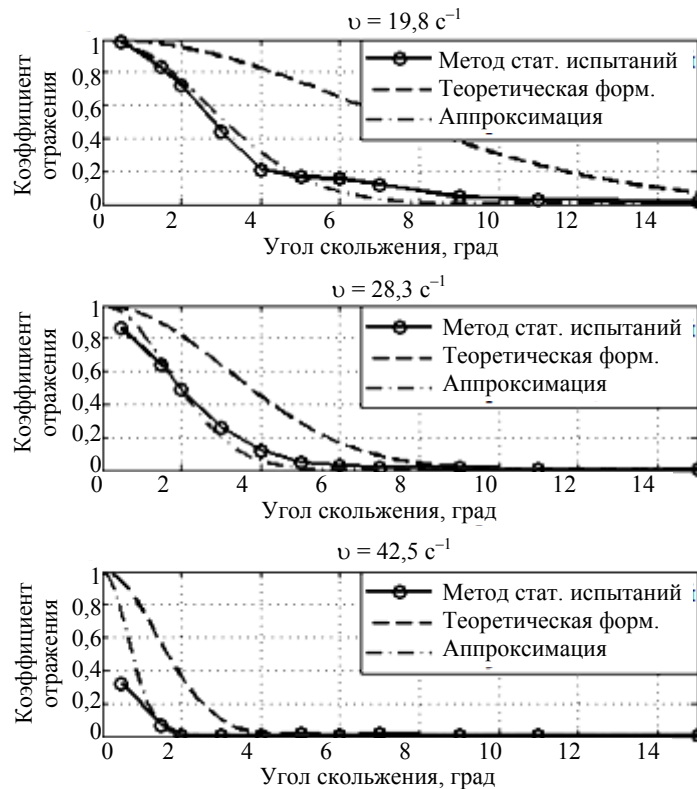 υ = 19,8 с⁻¹
Коэффициент
отражения
1
0,8
0,6
0,4
0,2
0
Метод стат. испытаний
Теоретическая форм.
Аппроксимация
0 2 4 6 8 10 12 14
Угол скольжения, град
υ = 28,3 с⁻¹
Коэффициент
отражения
1
0,8
0,6
0,4
0,2
0
Метод стат. испытаний
Теоретическая форм.
Аппроксимация
0 2 4 6 8 10 12 14
Угол скольжения, град
υ = 42,5 с⁻¹
Коэффициент
отражения
1
0,8
0,6
0,4
0,2
0
Метод стат. испытаний
Теоретическая форм.
Аппроксимация
0 2 4 6 8 10 12 14
Угол скольжения, град